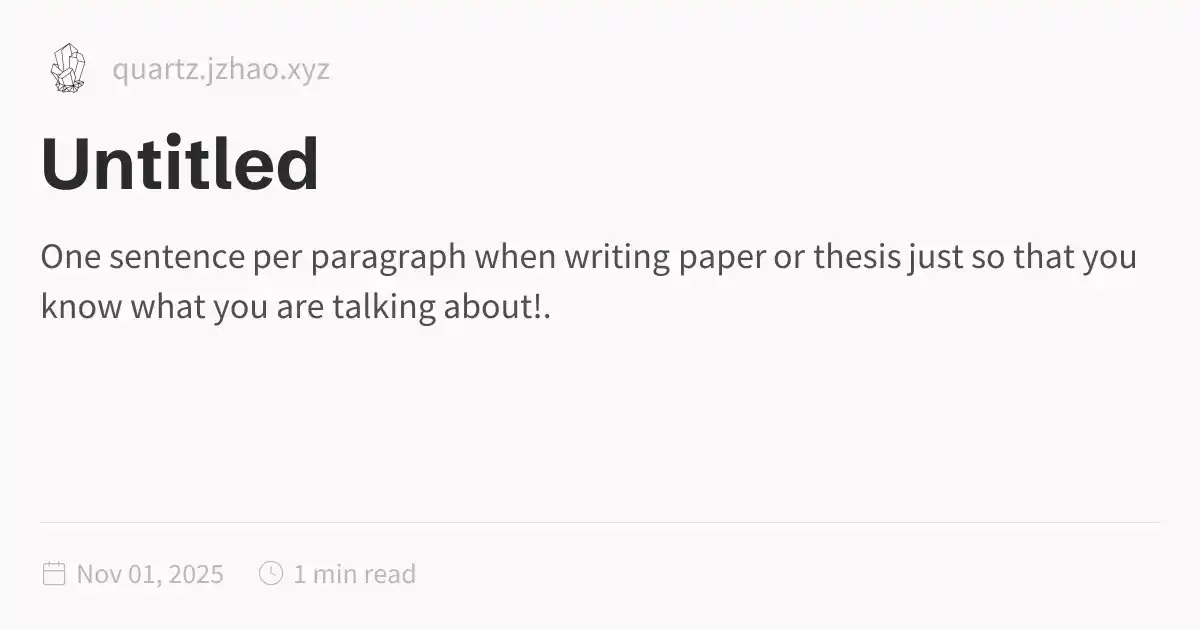 quartz.jzhao.xyz
Untitled
One sentence per paragraph when writing paper or thesis just so that you
know what you are talking about!.
Nov 01, 2025 1 min read